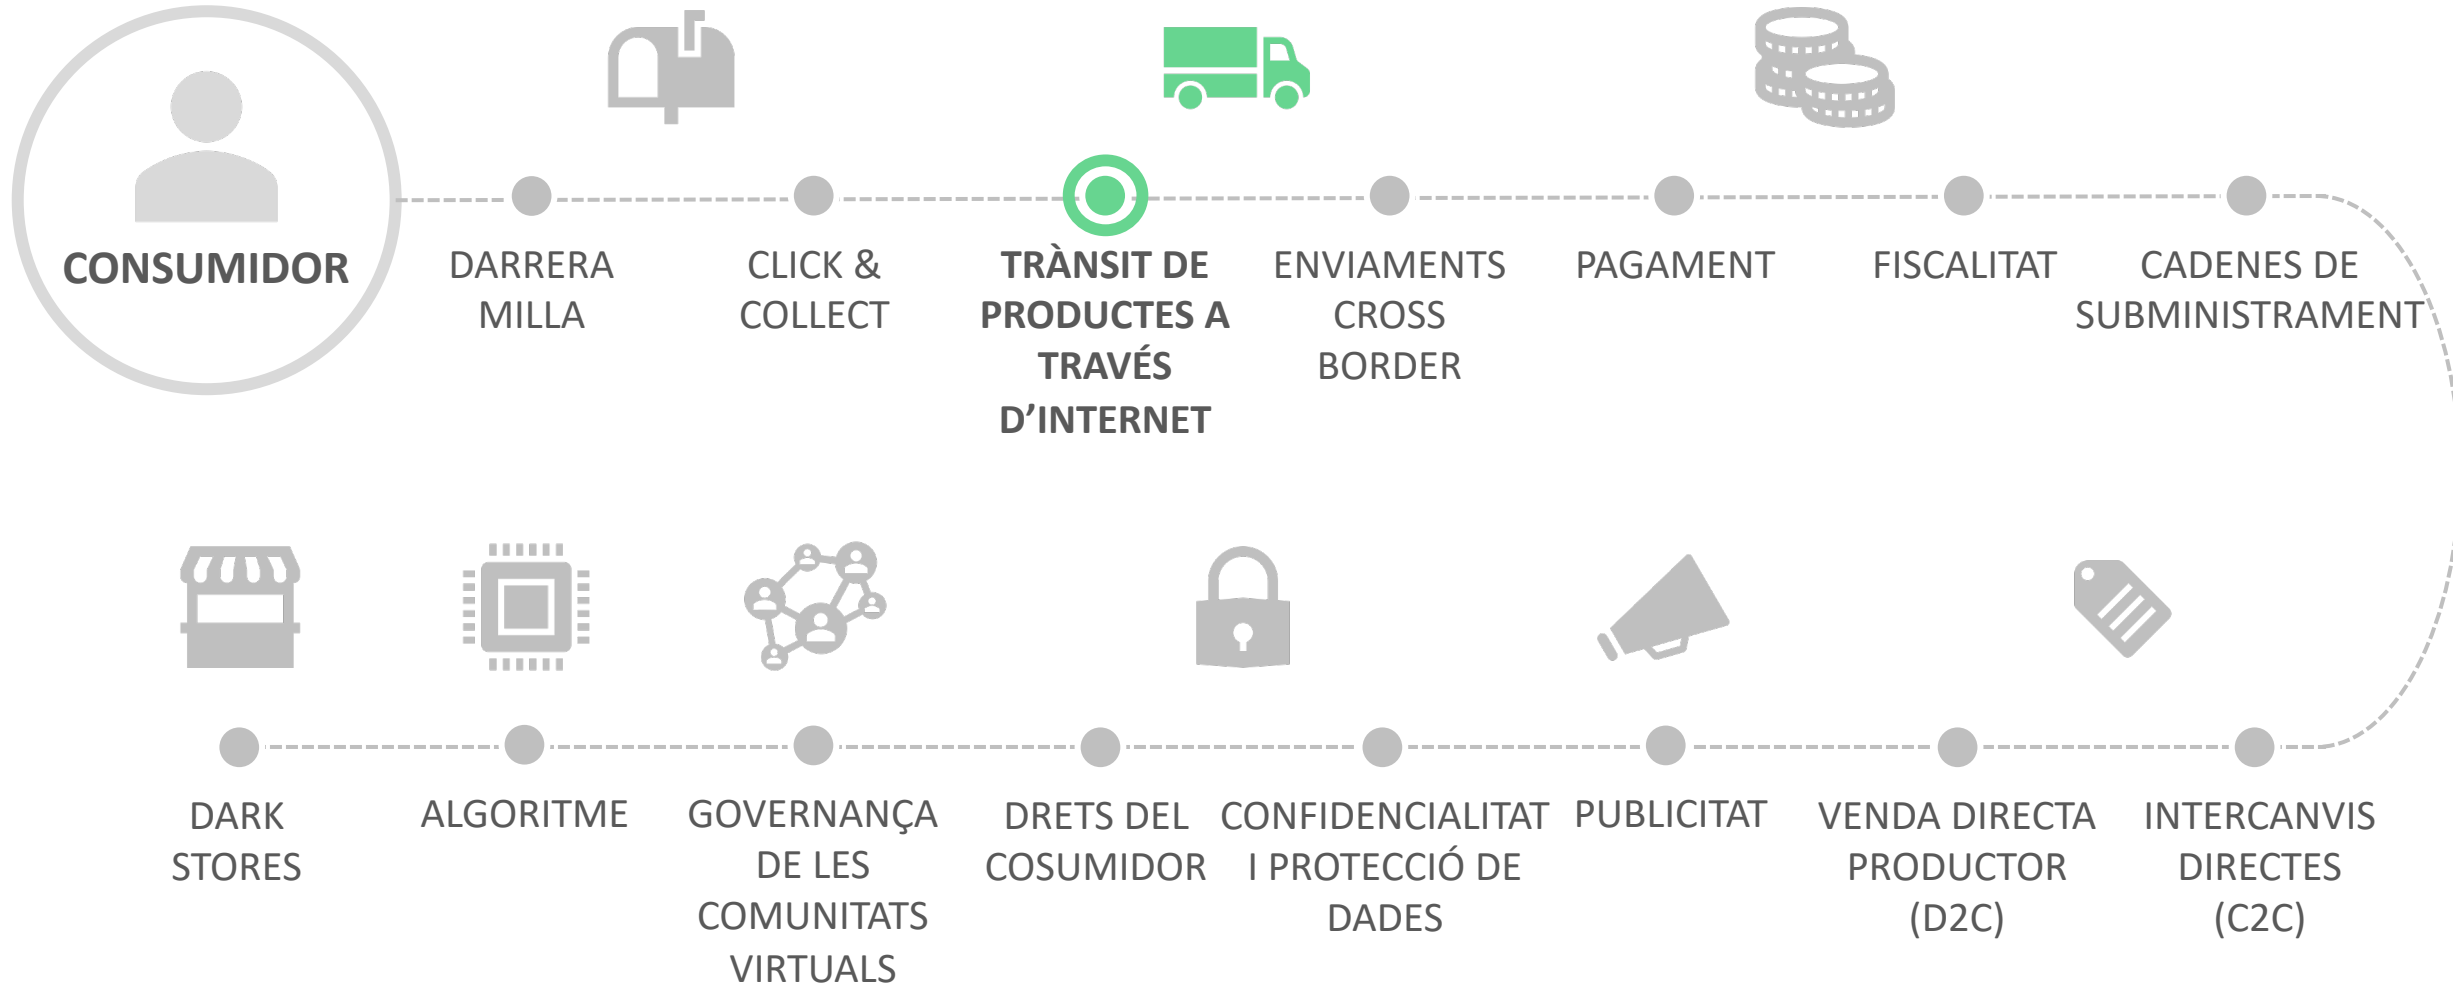 CONSUMIDOR
DARRERA
MILLA
CLICK &
COLLECT
TRÀNSIT DE
PRODUCTES A
TRAVÉS
D’INTERNET
ENVIAMENTS
CROSS
BORDER
PAGAMENT
FISCALITAT
CADENES DE
SUBMINISTRAMENT
DARK
STORES
ALGORITME
GOVERNANÇA
DE LES
COMUNITATS
VIRTUALS
DRETS DEL
COSUMIDOR
CONFIDENCIALITAT
I PROTECCIÓ DE
DADES
PUBLICITAT
VENDA DIRECTA
PRODUCTOR
(D2C)
INTERCANVIS
DIRECTES
(C2C)